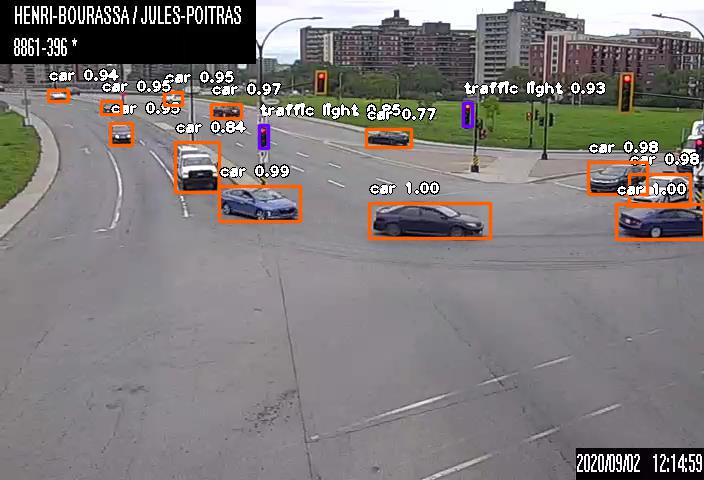 HENRI-BOURASSA / JULES-POITRAS
8861-396 *
car 0.94
car 0.95
car 0.95
car 0.97
car 0.95
traffic light 0.95
car 0.77
traffic light 0.93
car 0.84
car 0.98
car 0.98
car 0.99
car 1.00
car 1.00
2020/09/02 12:14:59